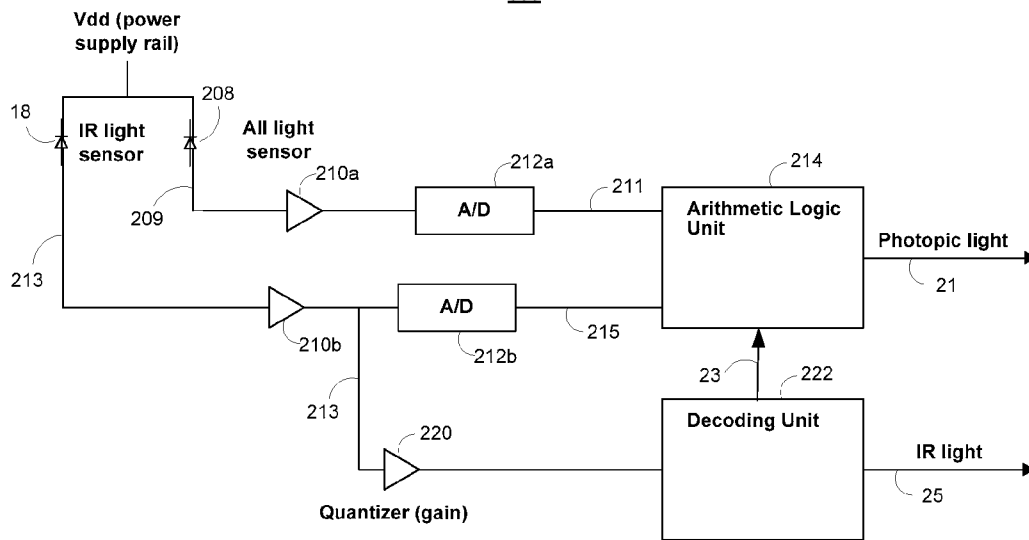 Vdd (power
supply rail)
18
208
IR light
sensor
All light
sensor
210a
212a
A/D
211
214
Arithmetic Logic
Unit
209
Photopic light
21
213
210b
A/D
212b
215
23
222
213
220
Decoding Unit
IR light
25
Quantizer (gain)